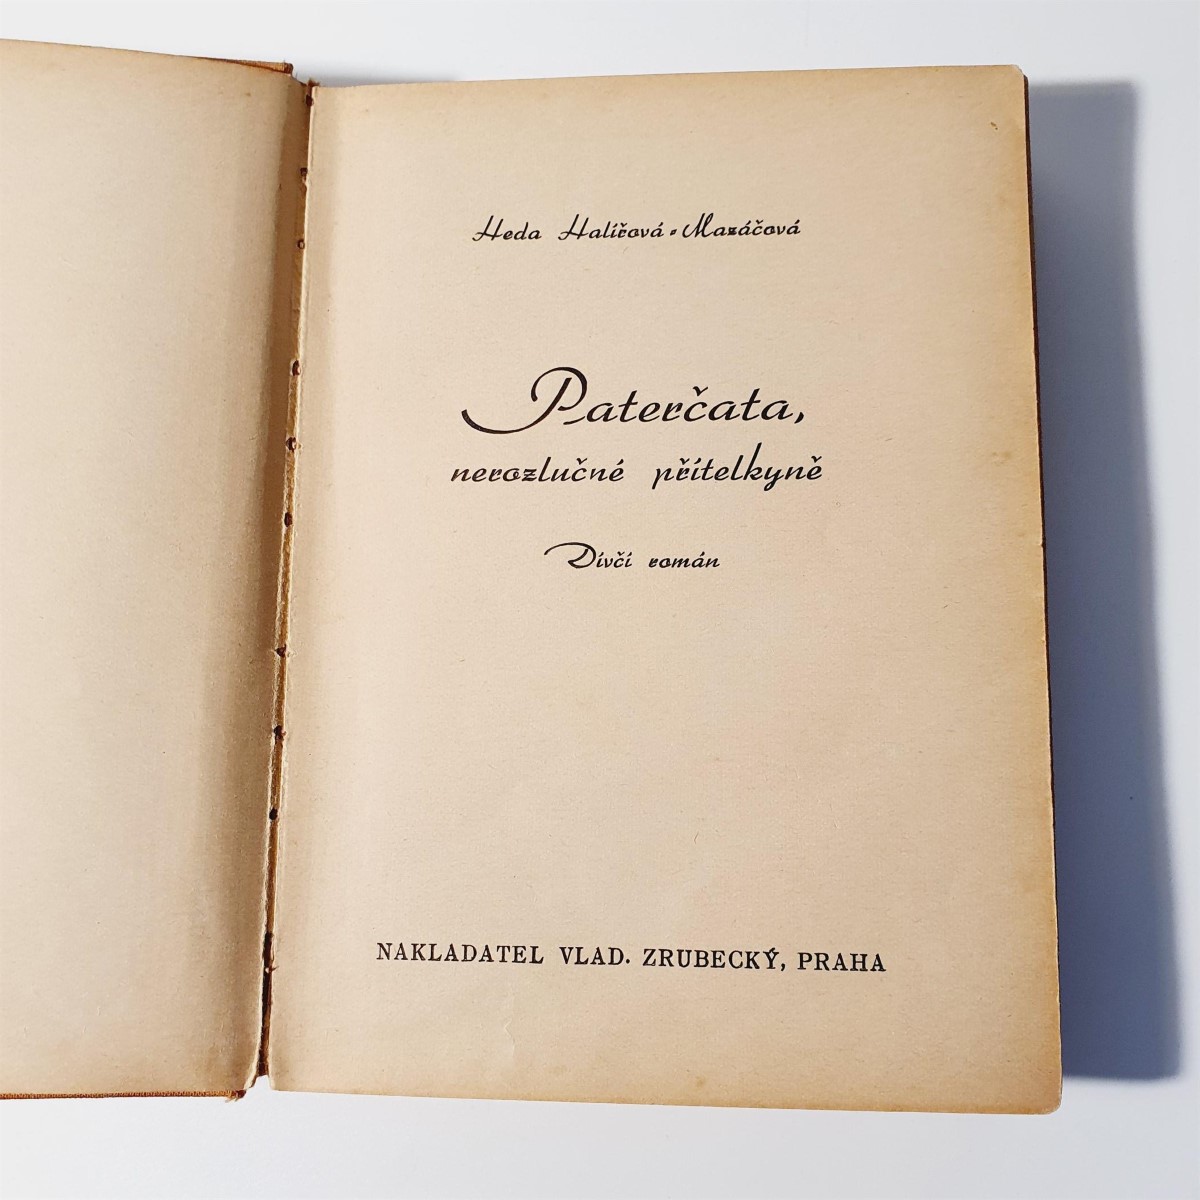 Heda Halířová-Mazáčová
Paterčata,
nerozlučné přítelkyně
Dívčí román
NAKLADATEL VLAD. ZRUBECKÝ, PRAHA